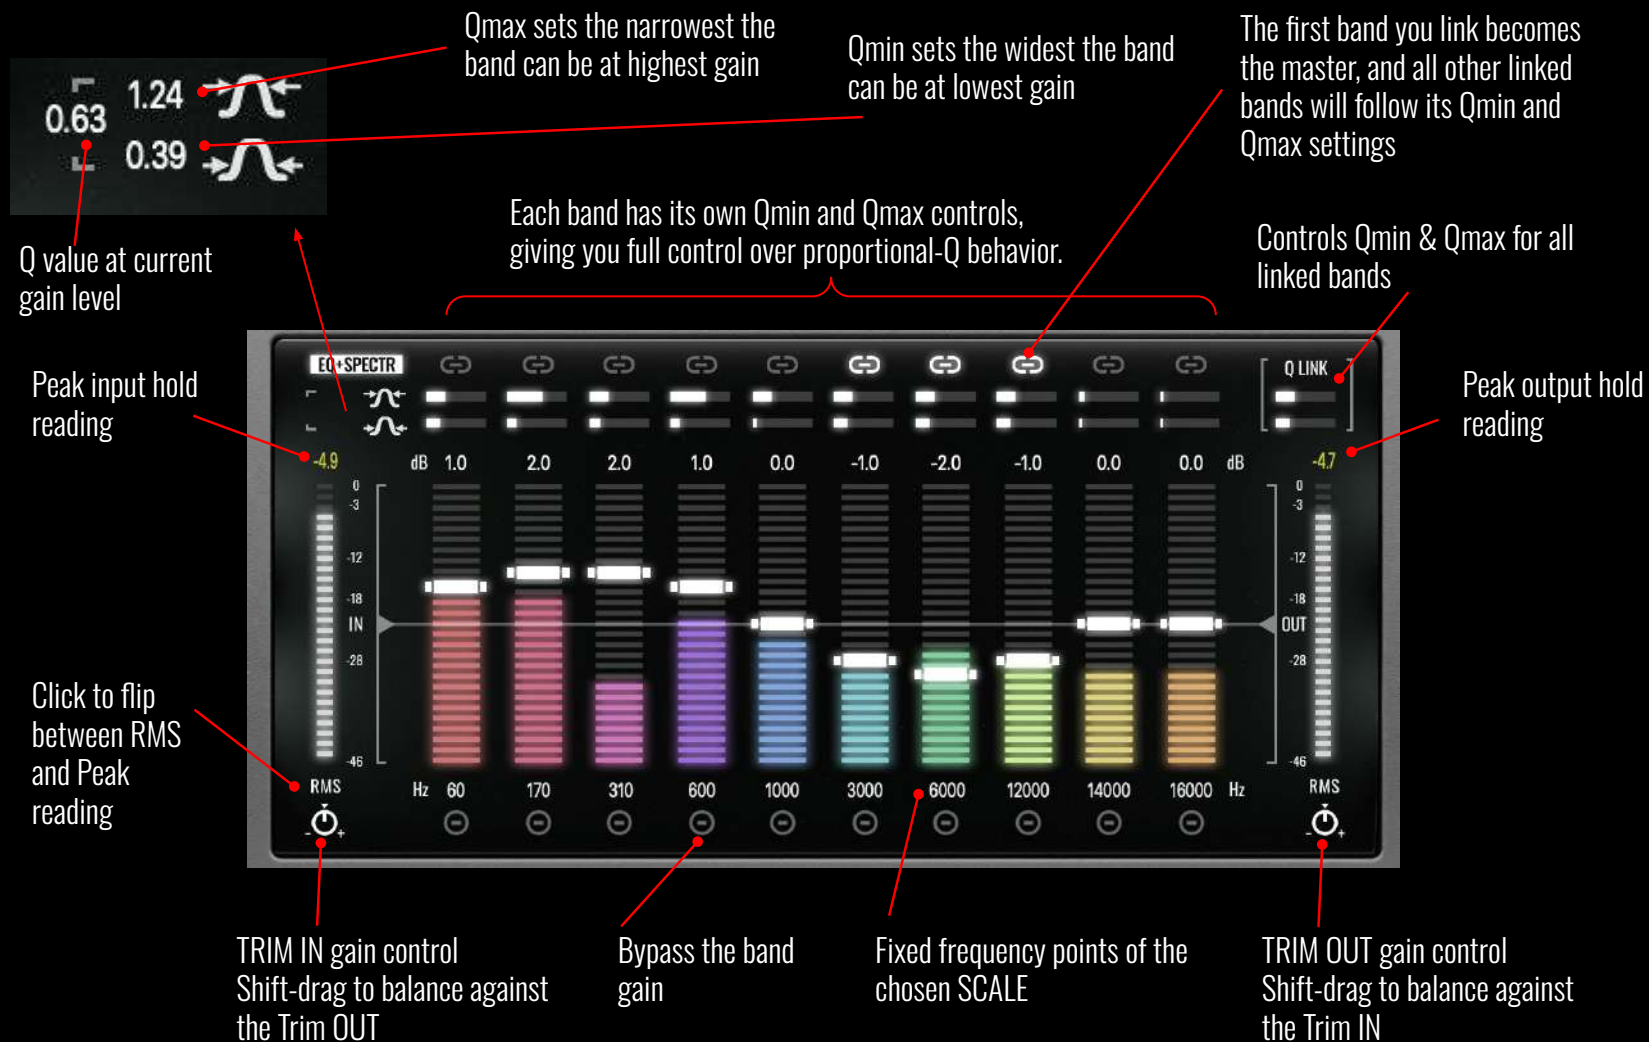 Qmax sets the narrowest the
band can be at highest gain
Qmin sets the widest the band
can be at lowest gain
The first band you link becomes
the master, and all other linked
bands will follow its Qmin and
Qmax settings
1.24
0.63
0.39
Q value at current
gain level
Each band has its own Qmin and Qmax controls,
giving you full control over proportional-Q behavior.
Controls Qmin & Qmax for all
linked bands
Peak input hold
reading
Peak output hold
reading
EQ+SPECTR
Q LINK
-4.9
dB 1.0 2.0 2.0 1.0 0.0 -1.0 -2.0 -1.0 0.0 0.0 dB
-4.7
0
-3
-12
-18
IN
-28
-46
RMS
- +
0
-3
-12
-18
OUT
-28
-46
RMS
- +
Hz 60 170 310 600 1000 3000 6000 12000 14000 16000 Hz
Click to flip
between RMS
and Peak
reading
TRIM IN gain control
Shift-drag to balance against
the Trim OUT
Bypass the band
gain
Fixed frequency points of the
chosen SCALE
TRIM OUT gain control
Shift-drag to balance against
the Trim IN